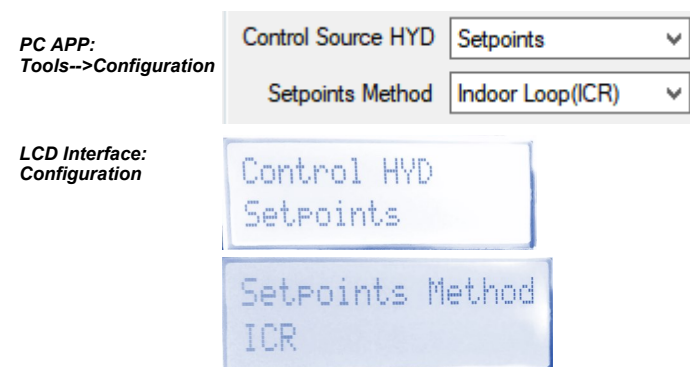 PC APP:
Tools-->Configuration
Control Source HYD
Setpoints
Setpoints Method
Indoor Loop(ICR)
LCD Interface:
Configuration
Control HYD
Setpoints
Setpoints Method
ICR